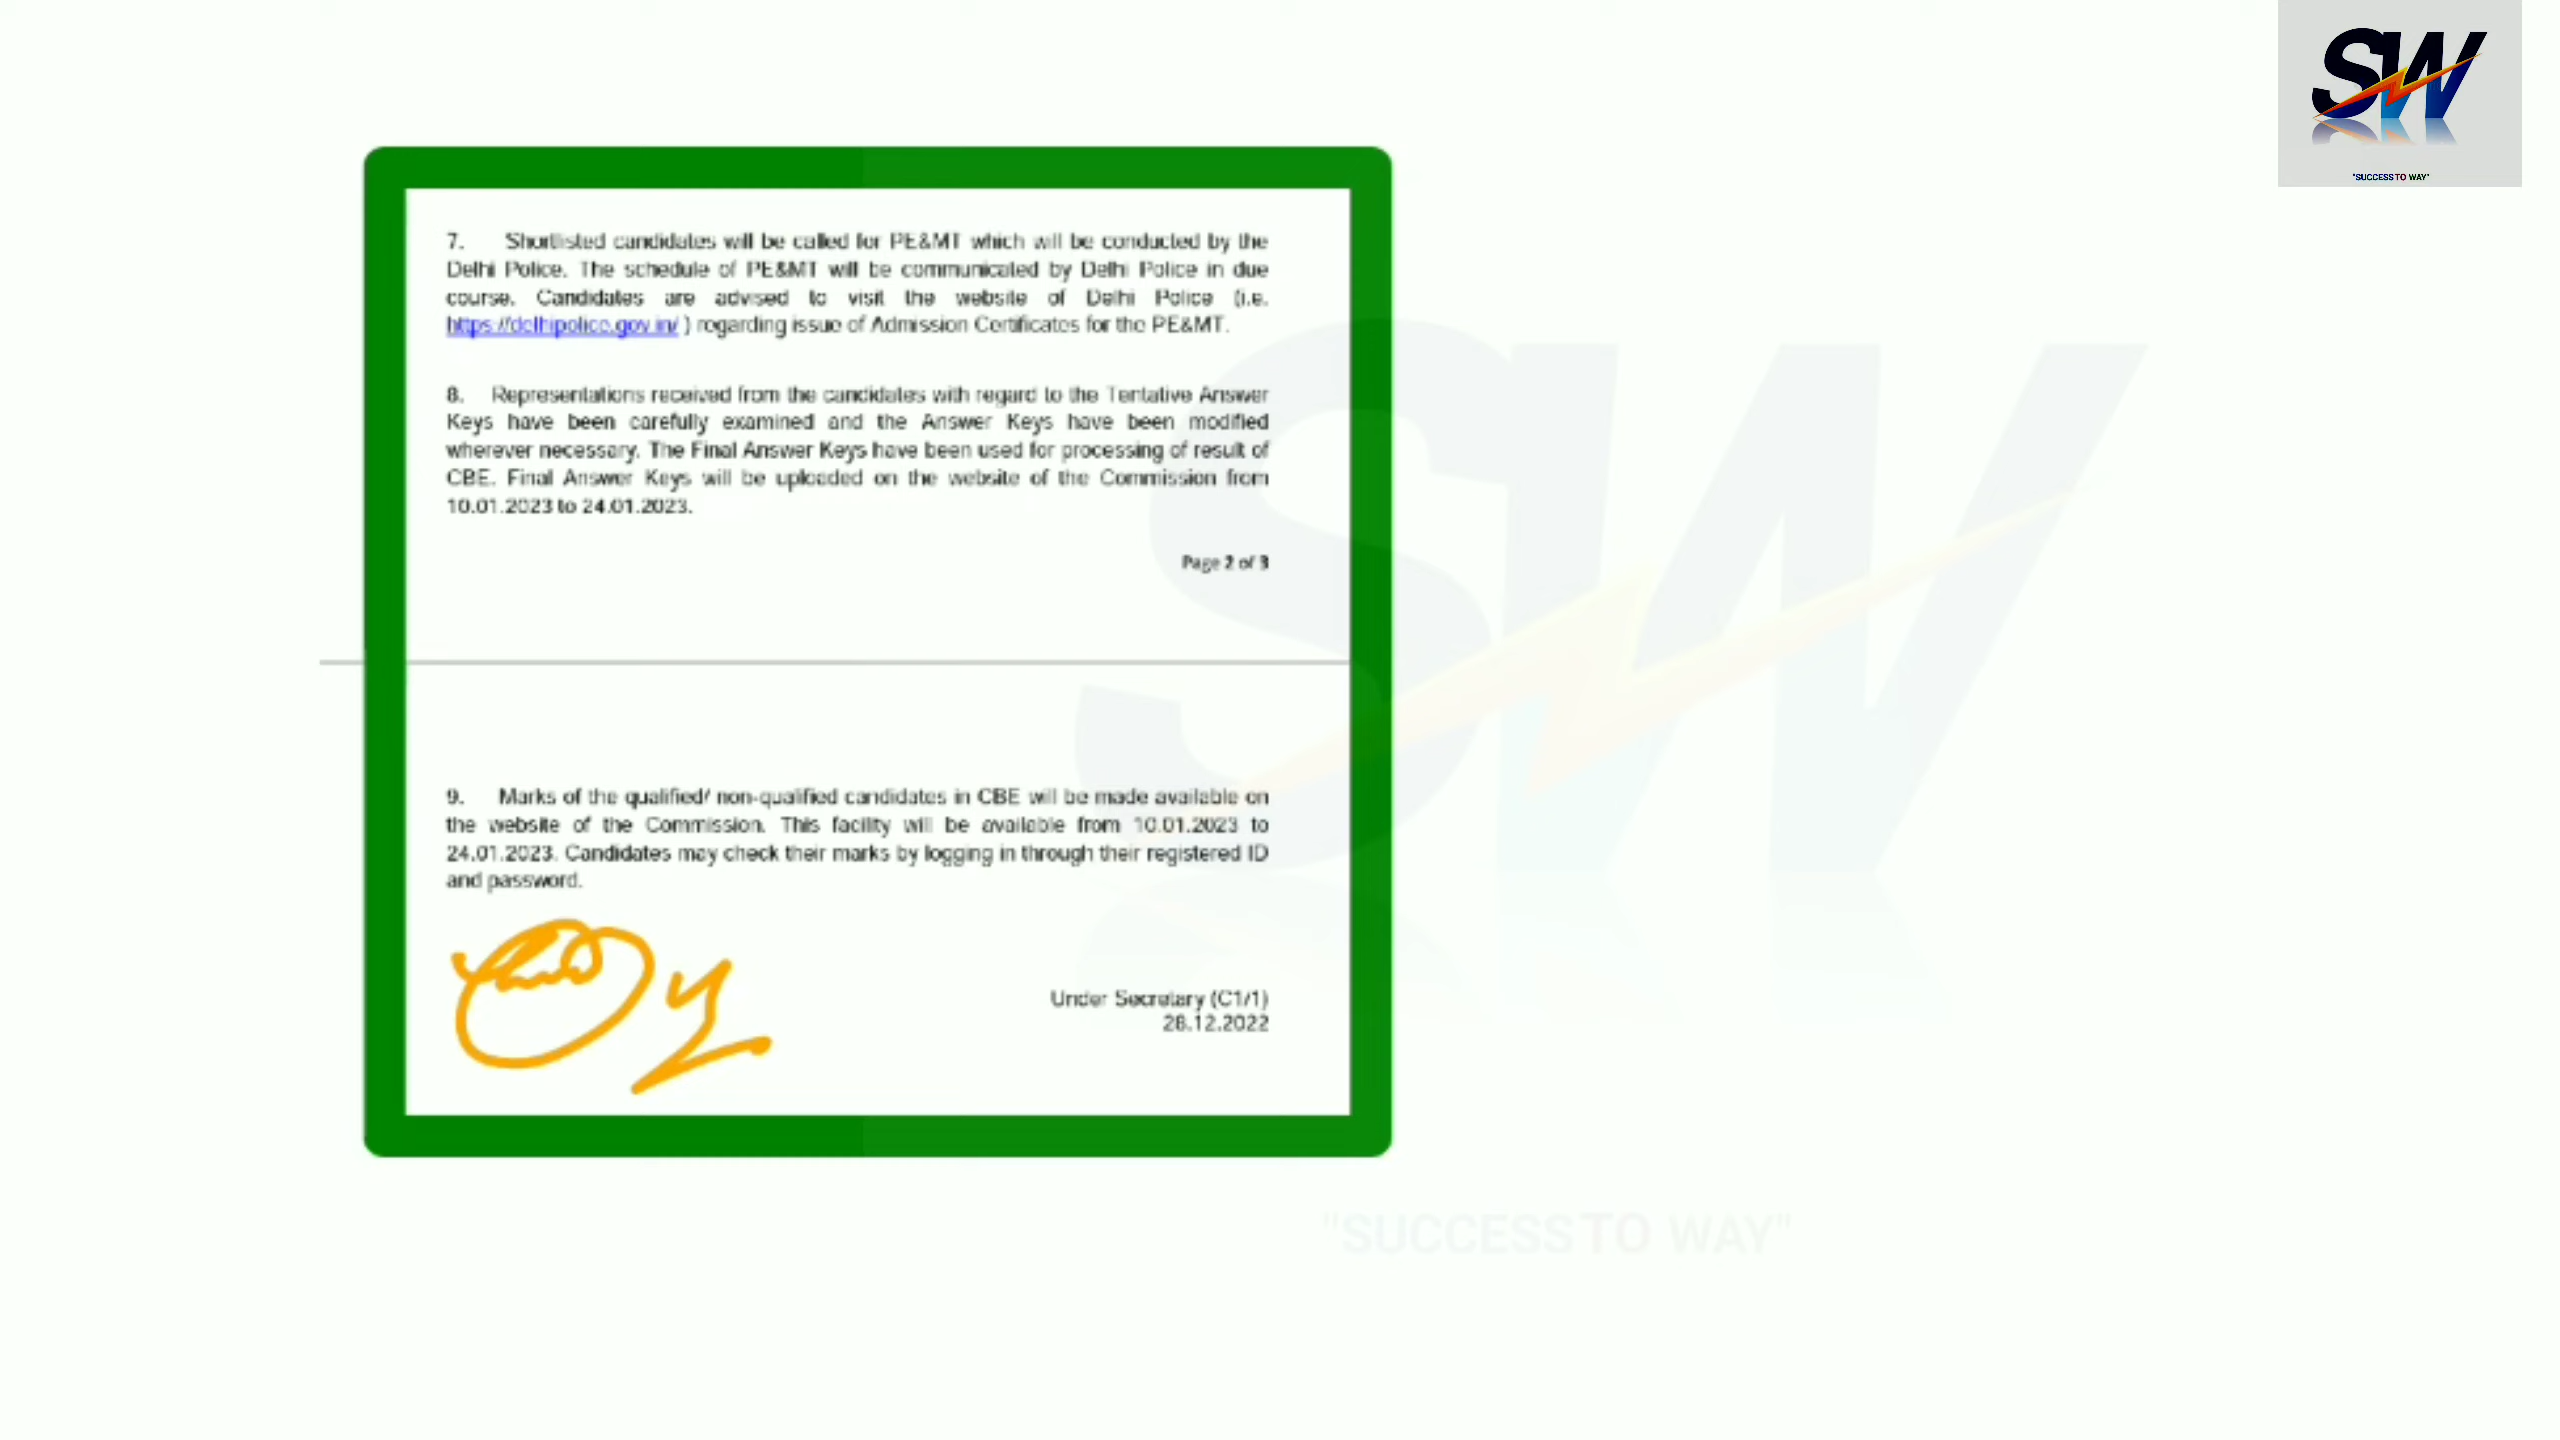 SW
"SUCCESS TO WAY"
7. Shortlisted candidates will be called for PE&MT which will be conducted by the
Delhi Police. The schedule of PE&MT will be communicated by Delhi Police in due
course. Candidates are advised to visit the website of Delhi Police (i.e.
https://delhipolice.gov.in/ ) regarding issue of Admission Certificates for the PE&MT.
8. Representations received from the candidates with regard to the Tentative Answer
Keys have been carefully examined and the Answer Keys have been modified
wherever necessary. The Final Answer Keys have been used for processing of result of
CBE. Final Answer Keys will be uploaded on the website of the Commission from
10.01.2023 to 24.01.2023.
Page 2 of 3
9. Marks of the qualified/ non-qualified candidates in CBE will be made available on
the website of the Commission. This facility will be available from 10.01.2023 to
24.01.2023. Candidates may check their marks by logging in through their registered ID
and password.
Under Secretary (C1/1)
28.12.2022
SW
"SUCCESS TO WAY"